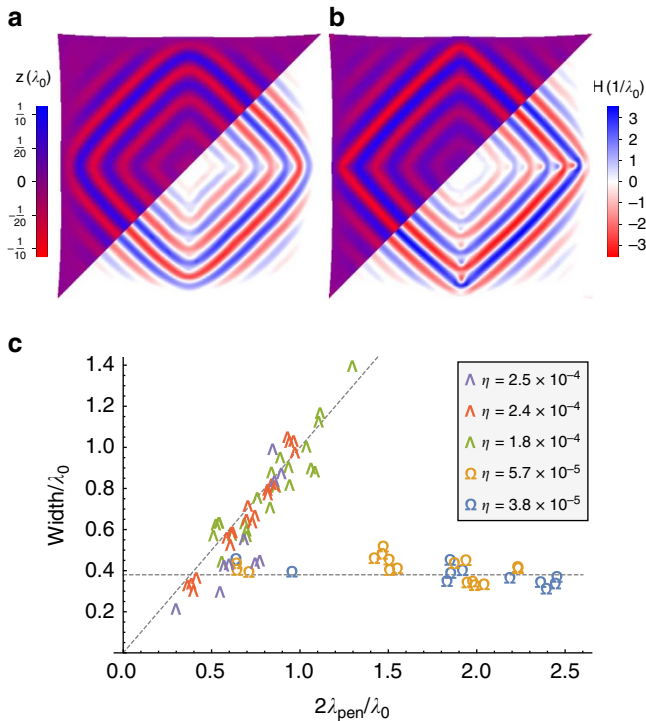 a
b
z (λ₀)
1/10
1/20
0
−1/20
−1/10
H (1/λ₀)
3
2
1
0
−1
−2
−3
c
Width/λ₀
1.4
1.2
1.0
0.8
0.6
0.4
0.2
0.0
0.5
1.0
1.5
2.0
2.5
2λpen/λ₀
Λ η = 2.5 × 10⁻⁴
Λ η = 2.4 × 10⁻⁴
Λ η = 1.8 × 10⁻⁴
Ω η = 5.7 × 10⁻⁵
Ω η = 3.8 × 10⁻⁵